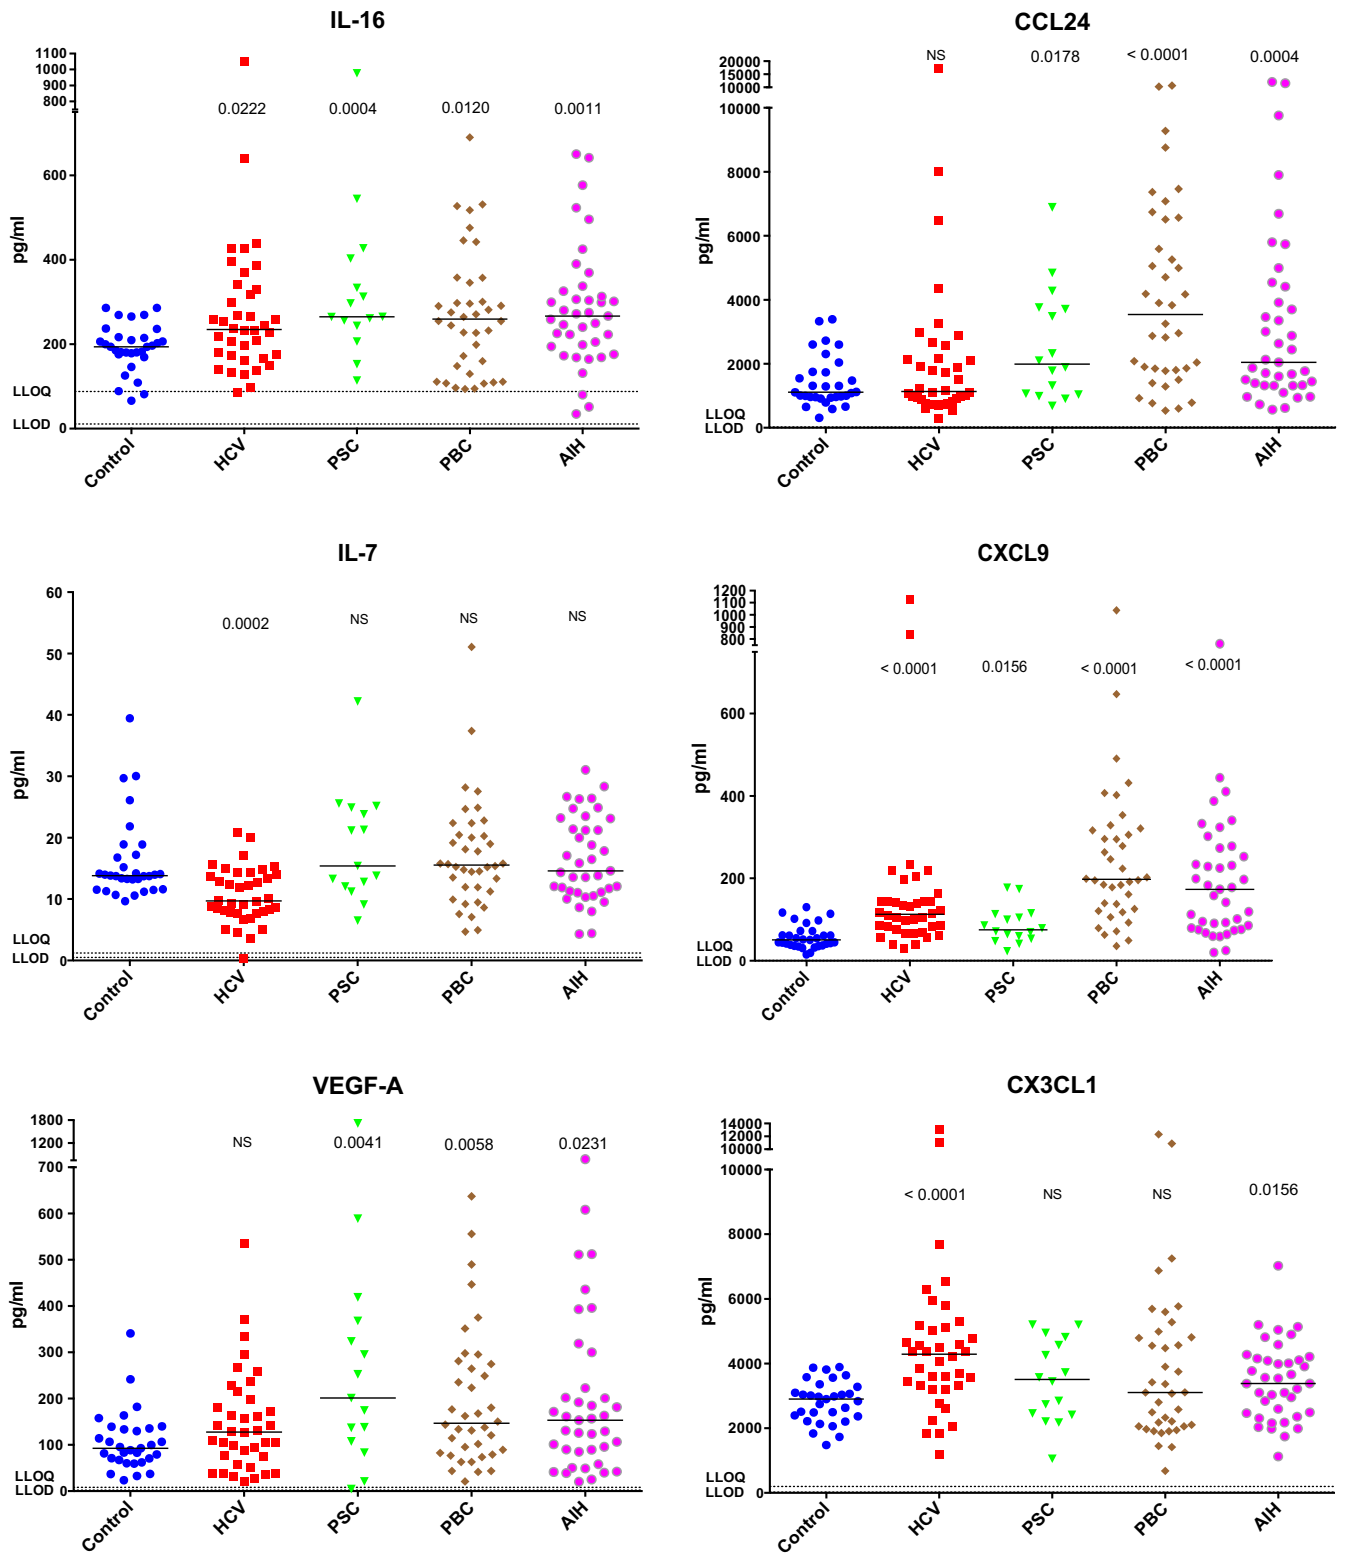 IL-16
1100
1000
900
800
600
400
200
0
pg/ml
LLOQ
LLOD
0.0222
0.0004
0.0120
0.0011
Control
HCV
PSC
PBC
AIH
CCL24
20000
15000
10000
10000
8000
6000
4000
2000
0
pg/ml
LLOQ
LLOD
NS
0.0178
< 0.0001
0.0004
Control
HCV
PSC
PBC
AIH
IL-7
60
50
40
30
20
10
0
pg/ml
LLOQ
LLOD
0.0002
NS
NS
NS
Control
HCV
PSC
PBC
AIH
CXCL9
1200
1100
1000
900
800
600
400
200
0
pg/ml
LLOQ
LLOD
< 0.0001
0.0156
< 0.0001
< 0.0001
Control
HCV
PSC
PBC
AIH
VEGF-A
1800
1200
700
600
500
400
300
200
100
0
pg/ml
LLOQ
LLOD
NS
0.0041
0.0058
0.0231
Control
HCV
PSC
PBC
AIH
CX3CL1
14000
12000
10000
10000
8000
6000
4000
2000
0
pg/ml
LLOQ
LLOD
< 0.0001
NS
NS
0.0156
Control
HCV
PSC
PBC
AIH